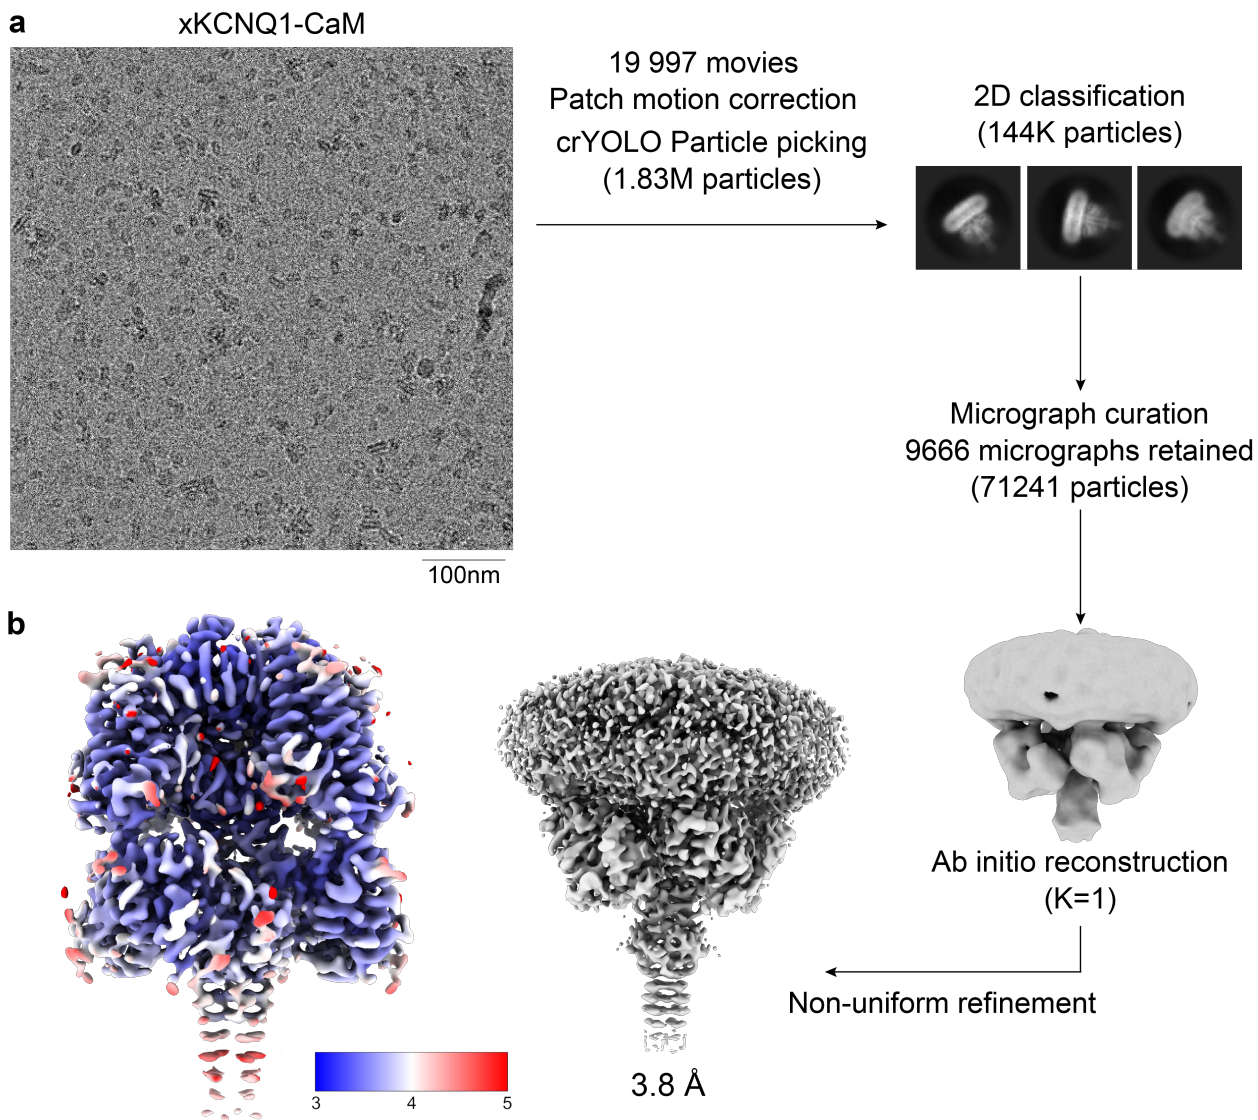 a
xKCNQ1-CaM
19 997 movies
Patch motion correction
crYOLO Particle picking
(1.83M particles)
2D classification
(144K particles)
Micrograph curation
9666 micrographs retained
(71241 particles)
100nm
b
Ab initio reconstruction
(K=1)
Non-uniform refinement
3.8 Å
3 4 5